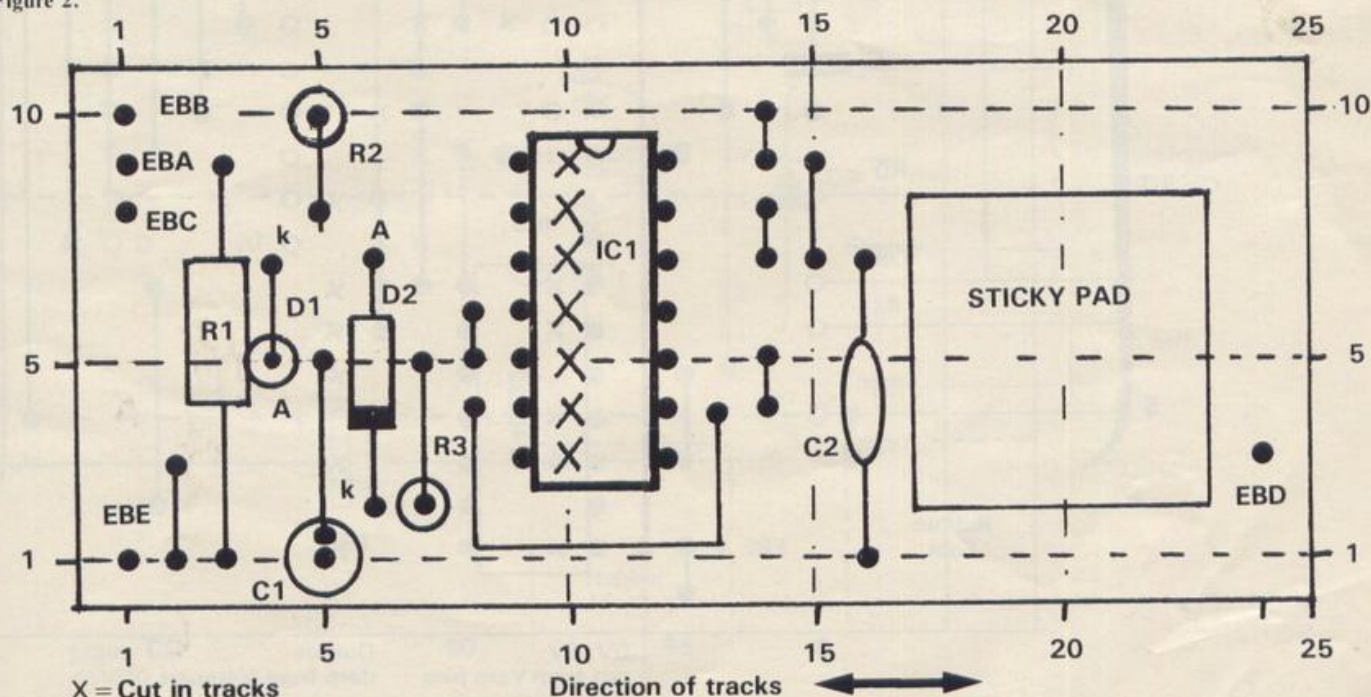 Figure 2.
1 5 10 15 20 25
10 EBB 10
R2
EBA
EBC
k A IC1
D1 D2 STICKY PAD
R1
5 5
A
R3 C2
k EBD
EBE
1 1
C1
1 5 10 15 20 25
X = Cut in tracks Direction of tracks